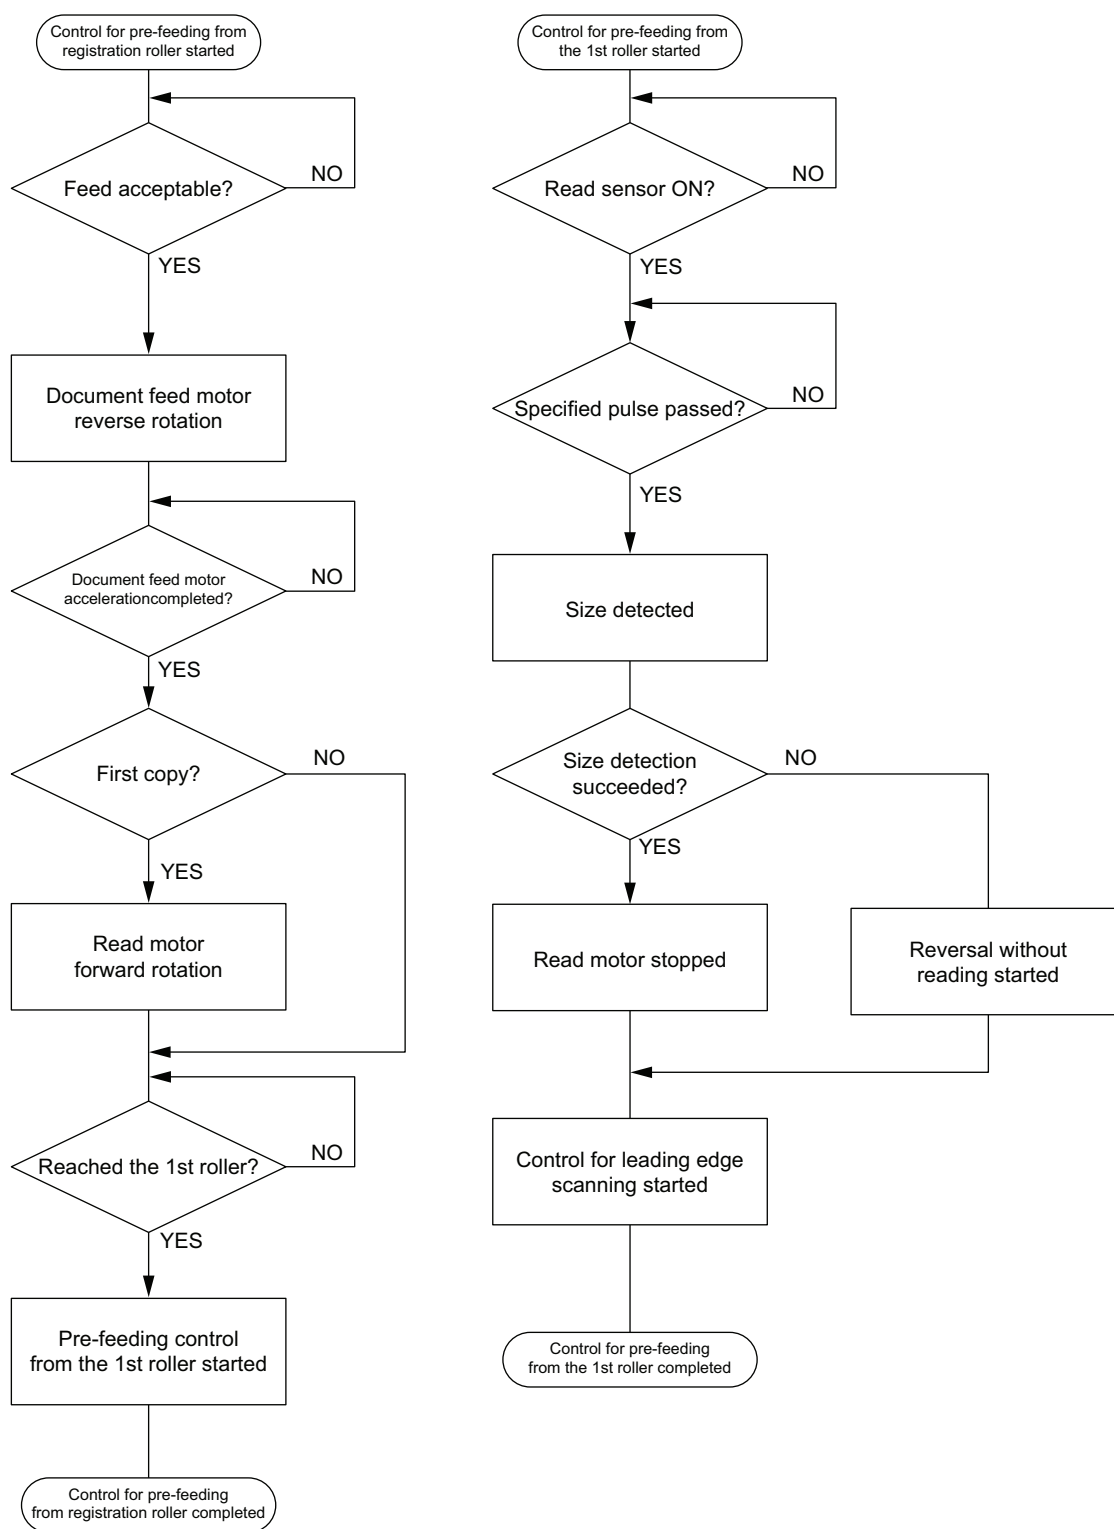 Control for pre-feeding from
registration roller started
Feed acceptable?
NO
YES
Document feed motor
reverse rotation
Document feed motor
accelerationcompleted?
NO
YES
First copy?
NO
YES
Read motor
forward rotation
Reached the 1st roller?
NO
YES
Pre-feeding control
from the 1st roller started
Control for pre-feeding
from registration roller completed
Control for pre-feeding from
the 1st roller started
Read sensor ON?
NO
YES
Specified pulse passed?
NO
YES
Size detected
Size detection
succeeded?
NO
YES
Read motor stopped
Reversal without
reading started
Control for leading edge
scanning started
Control for pre-feeding
from the 1st roller completed